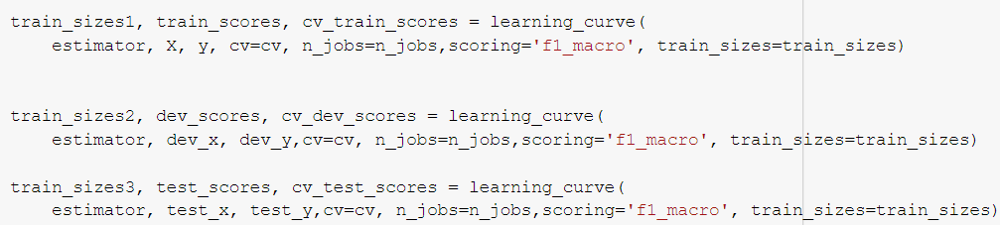 train_sizes1, train_scores, cv_train_scores = learning_curve(
    estimator, X, y, cv=cv, n_jobs=n_jobs,scoring='f1_macro', train_sizes=train_sizes)
train_sizes2, dev_scores, cv_dev_scores = learning_curve(
    estimator, dev_x, dev_y,cv=cv, n_jobs=n_jobs,scoring='f1_macro', train_sizes=train_sizes)
train_sizes3, test_scores, cv_test_scores = learning_curve(
    estimator, test_x, test_y,cv=cv, n_jobs=n_jobs,scoring='f1_macro', train_sizes=train_sizes)